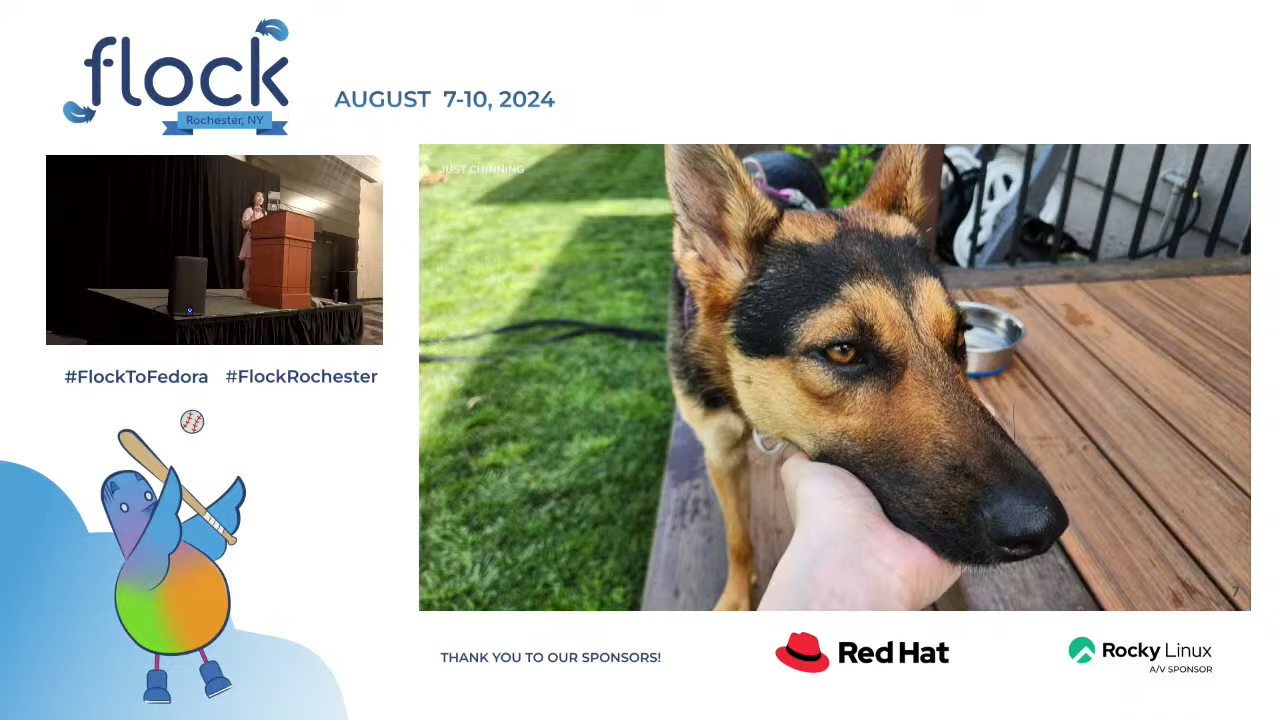 flock
Rochester, NY
AUGUST 7-10, 2024
JUST CHINNING
#FlockToFedora #FlockRochester
7
THANK YOU TO OUR SPONSORS!
Red Hat
Rocky Linux
A/V SPONSOR